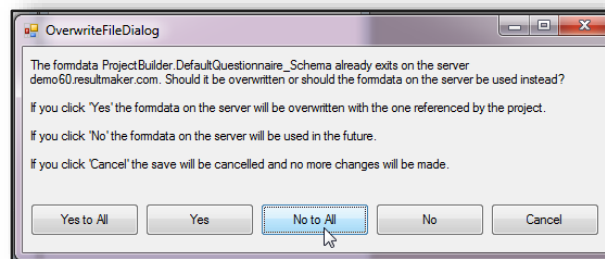 OverwriteFileDialog
The formdata ProjectBuilder.DefaultQuestionnaire_Schema already exits on the server
demo60.resultmaker.com. Should it be overwritten or should the formdata on the server be used instead?
If you click 'Yes' the formdata on the server will be overwritten with the one referenced by the project.
If you click 'No' the formdata on the server will be used in the future.
If you click 'Cancel' the save will be cancelled and no more changes will be made.
Yes to All Yes No to All No Cancel